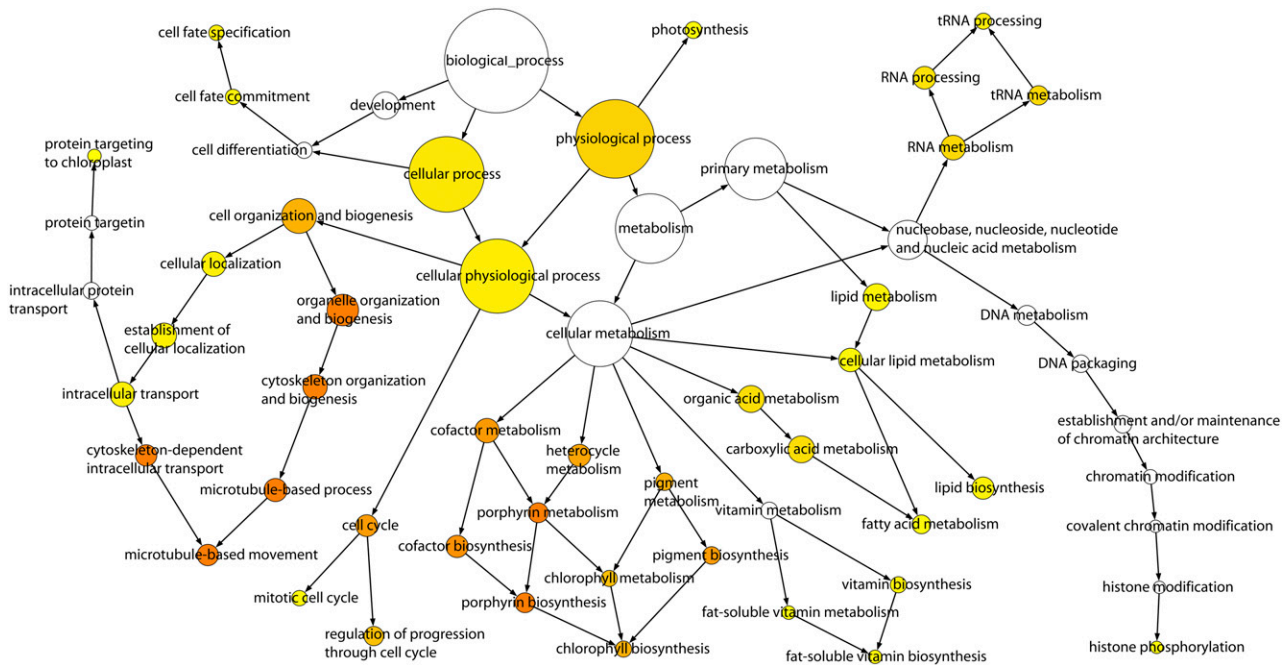 cell fate specification
photosynthesis
tRNA processing
biological_process
RNA processing
cell fate commitment
development
tRNA metabolism
physiological process
protein targeting
to chloroplast
cell differentiation
RNA metabolism
cellular process
primary metabolism
cell organization and biogenesis
protein targetin
metabolism
nucleobase, nucleoside, nucleotide
and nucleic acid metabolism
cellular localization
cellular physiological process
intracellular protein
transport
organelle organization
and biogenesis
lipid metabolism
DNA metabolism
establishment of
cellular localization
cellular metabolism
cellular lipid metabolism
DNA packaging
cytoskeleton organization
and biogenesis
intracellular transport
organic acid metabolism
establishment and/or maintenance
of chromatin architecture
cofactor metabolism
heterocycle
metabolism
carboxylic acid metabolism
cytoskeleton-dependent
intracellular transport
chromatin modification
pigment
metabolism
lipid biosynthesis
microtubule-based process
porphyrin metabolism
vitamin metabolism
fatty acid metabolism
covalent chromatin modification
cell cycle
cofactor biosynthesis
microtubule-based movement
pigment biosynthesis
chlorophyll metabolism
vitamin biosynthesis
histone modification
mitotic cell cycle
porphyrin biosynthesis
fat-soluble vitamin metabolism
regulation of progression
through cell cycle
chlorophyll biosynthesis
fat-soluble vitamin biosynthesis
histone phosphorylation